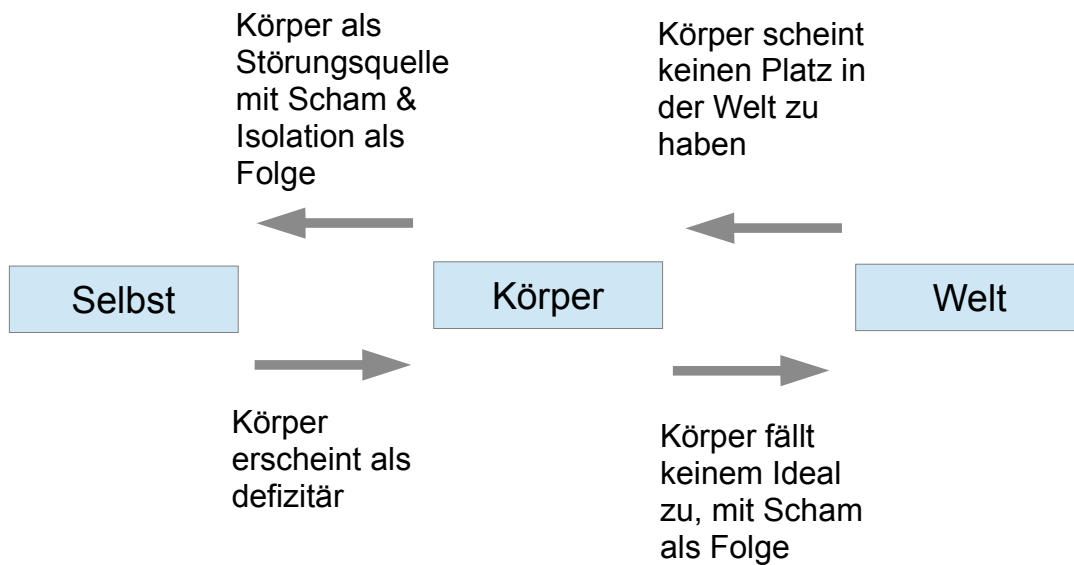 Körper als
Störungsquelle
mit Scham &
Isolation als
Folge
Körper scheint
keinen Platz in
der Welt zu
haben
Selbst
Körper
Welt
Körper
erscheint als
defizitär
Körper fällt
keinem Ideal
zu, mit Scham
als Folge